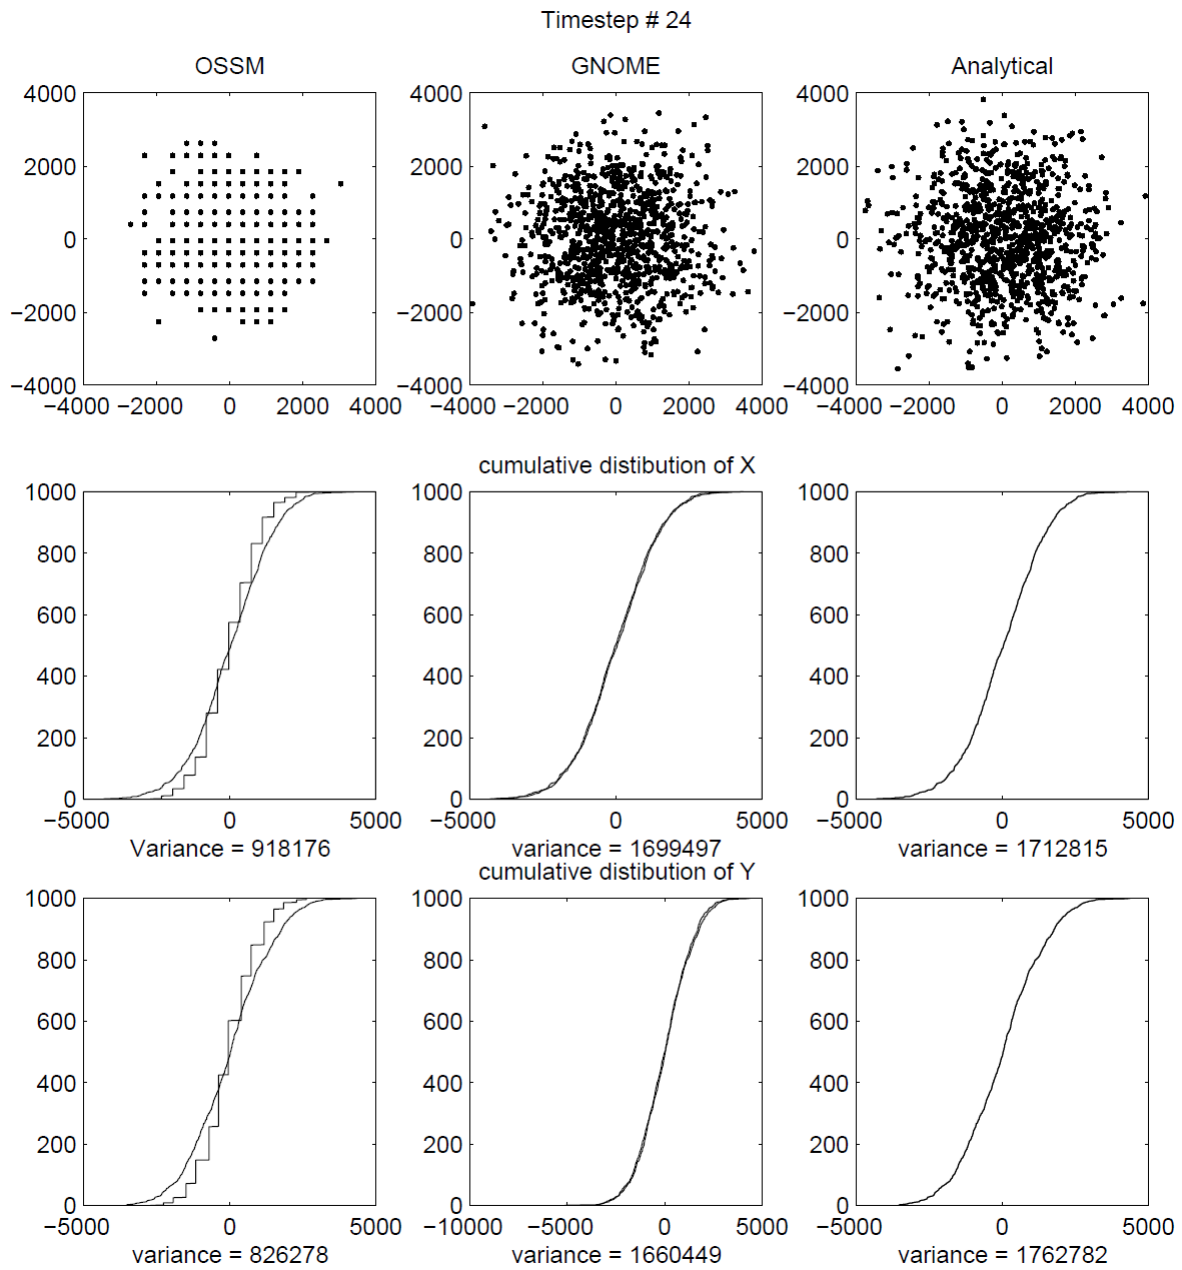 Timestep # 24
OSSM GNOME Analytical
4000 4000 4000
2000 2000 2000
0 0 0
−2000 −2000 −2000
−4000 −4000 −4000
−4000 −2000 0 2000 4000 −4000 −2000 0 2000 4000 −4000 −2000 0 2000 4000
cumulative distibution of X
1000 1000 1000
800 800 800
600 600 600
400 400 400
200 200 200
0 0 0
−5000 0 5000 −5000 0 5000 −5000 0 5000
Variance = 918176 variance = 1699497 variance = 1712815
cumulative distibution of Y
1000 1000 1000
800 800 800
600 600 600
400 400 400
200 200 200
0 0 0
−5000 0 5000 −10000 −5000 0 5000 −5000 0 5000
variance = 826278 variance = 1660449 variance = 1762782